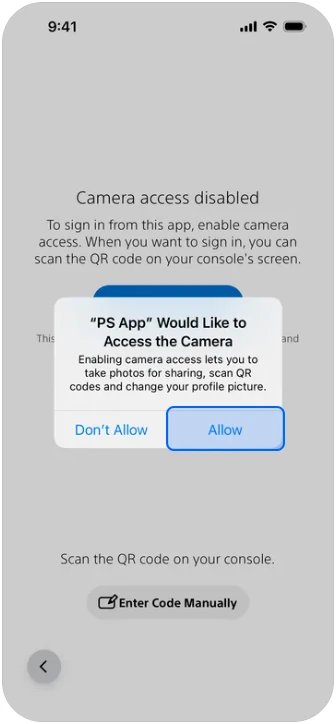 9:41
Camera access disabled
To sign in from this app, enable camera
access. When you want to sign in, you can
scan the QR code on your console's screen.
This
and
“PS App” Would Like to
Access the Camera
Enabling camera access lets you to
take photos for sharing, scan QR
codes and change your profile picture.
Don't Allow
Allow
Scan the QR code on your console.
Enter Code Manually